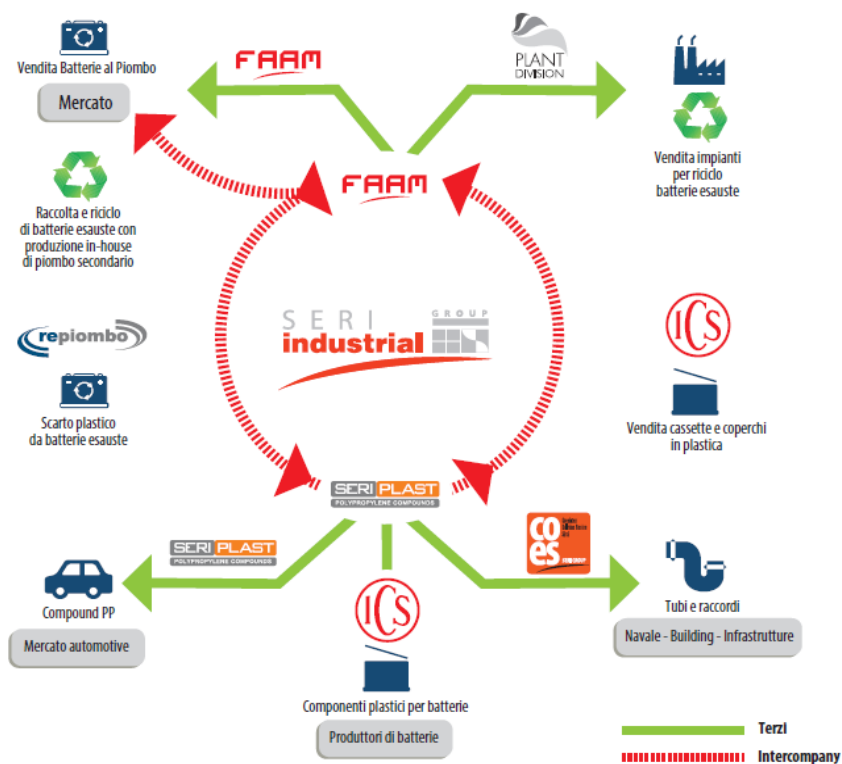 FAAM
PLANT
DIVISION
Vendita Batterie al Piombo
Mercato
Vendita impianti
per riciclo
batterie esauste
FAAM
Raccolta e riciclo
di batterie esauste con
produzione in-house
di piombo secondario
SERI
GROUP
industrial
repiombo
ICS
Scarto plastico
da batterie esauste
Vendita cassette e coperchi
in plastica
SERI PLAST
POLYPROPYLENE COMPOUNDS
SERI PLAST
POLYPROPYLENE COMPOUNDS
co
es
ICS
Compound PP
Mercato automotive
Tubi e raccordi
Navale - Building - Infrastrutture
Componenti plastici per batterie
Produttori di batterie
Terzi
Intercompany